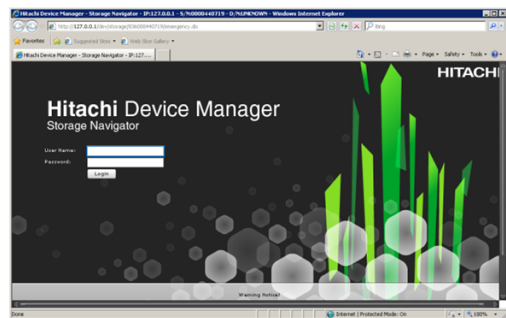 Hitachi Device Manager - Storage Navigator - IP:127.0.0.1 - S/N:0000440719 - D/N:UNKNOWN - Windows Internet Explorer
http://127.0.0.1/dev/storage/836000440719/emergency.do
Bing
Favorites
Suggested Sites
Web Slice Gallery
Hitachi Device Manager - Storage Navigator - IP:127....
Page
Safety
Tools
HITACHI
Hitachi Device Manager
Storage Navigator
User Name:
Password:
Login
Warning Notice!
Done
Internet | Protected Mode: On
100%